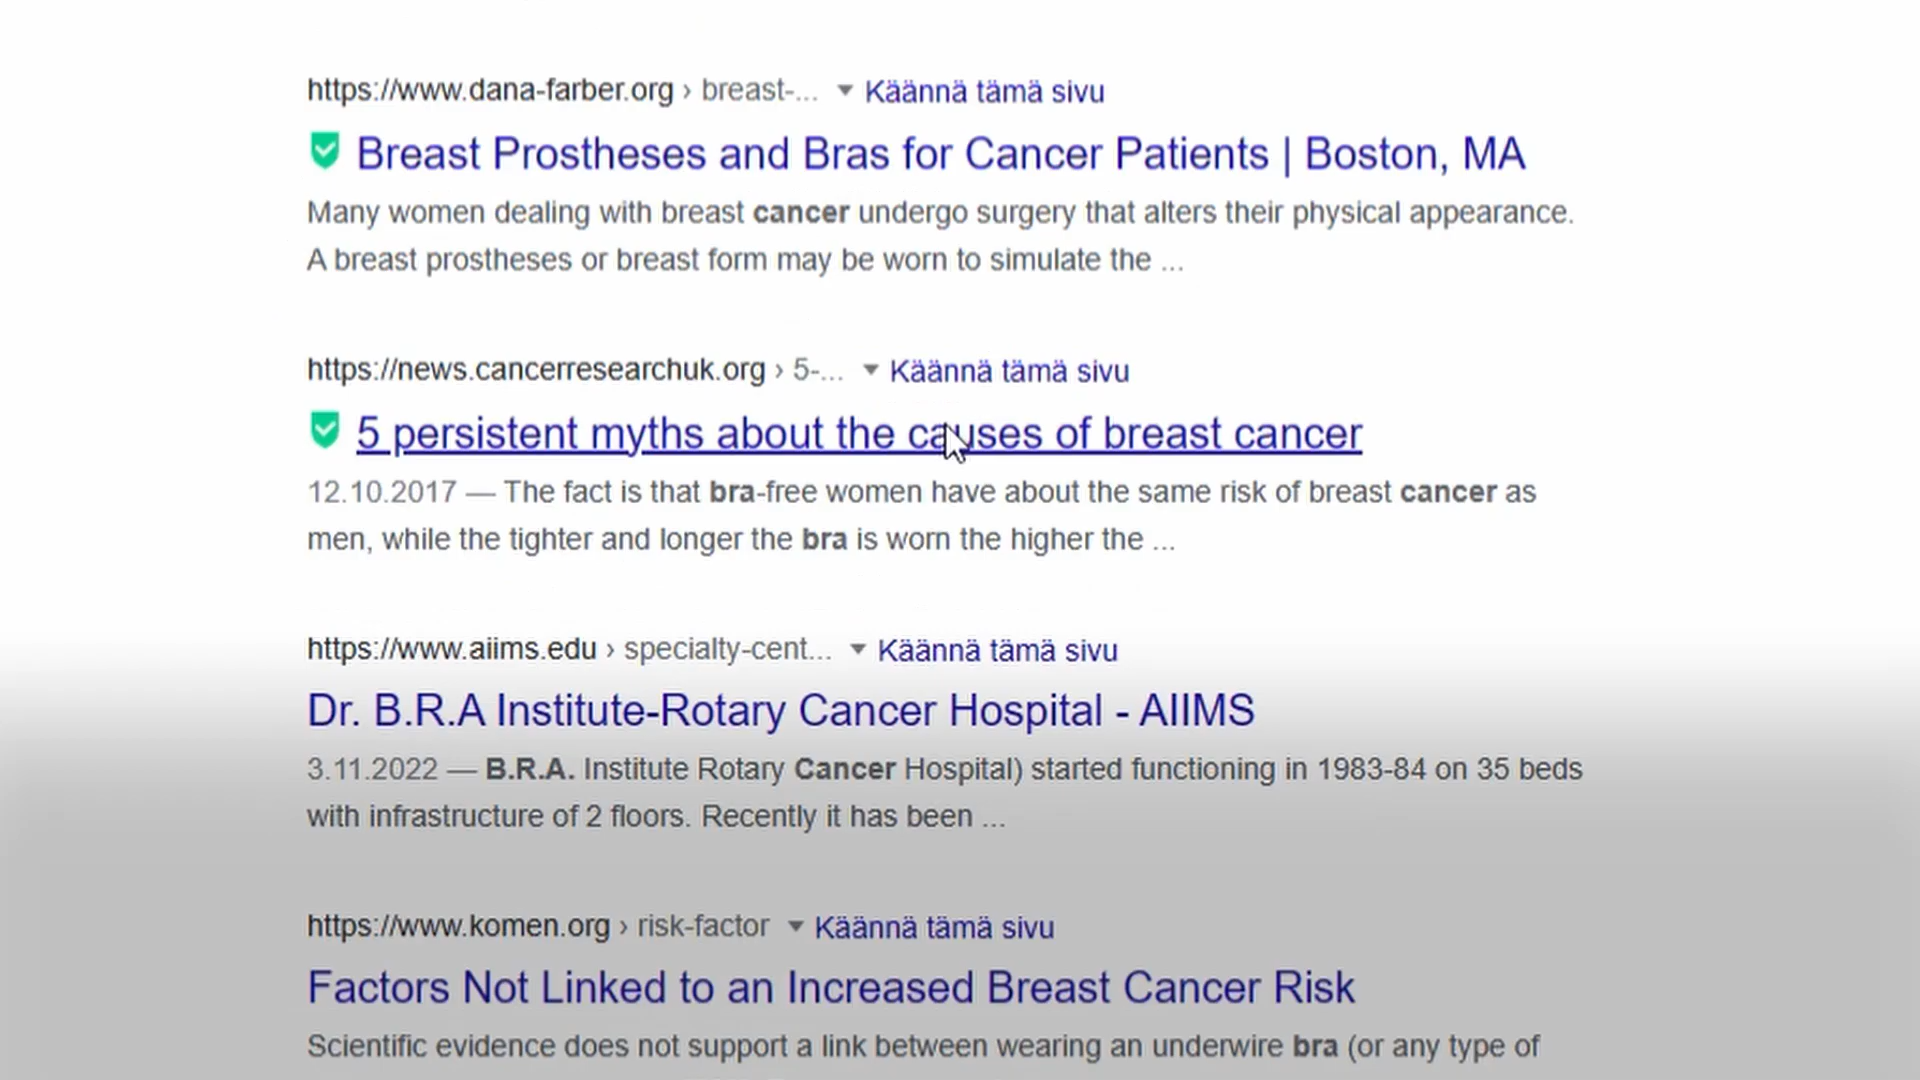 https://www.dana-farber.org › breast-... Käännä tämä sivu
Breast Prostheses and Bras for Cancer Patients | Boston, MA
Many women dealing with breast cancer undergo surgery that alters their physical appearance.
A breast prostheses or breast form may be worn to simulate the ...
https://news.cancerresearchuk.org › 5-... Käännä tämä sivu
5 persistent myths about the causes of breast cancer
12.10.2017 — The fact is that bra-free women have about the same risk of breast cancer as
men, while the tighter and longer the bra is worn the higher the ...
https://www.aiims.edu › specialty-cent... Käännä tämä sivu
Dr. B.R.A Institute-Rotary Cancer Hospital - AIIMS
3.11.2022 — B.R.A. Institute Rotary Cancer Hospital) started functioning in 1983-84 on 35 beds
with infrastructure of 2 floors. Recently it has been ...
https://www.komen.org › risk-factor Käännä tämä sivu
Factors Not Linked to an Increased Breast Cancer Risk
Scientific evidence does not support a link between wearing an underwire bra (or any type of